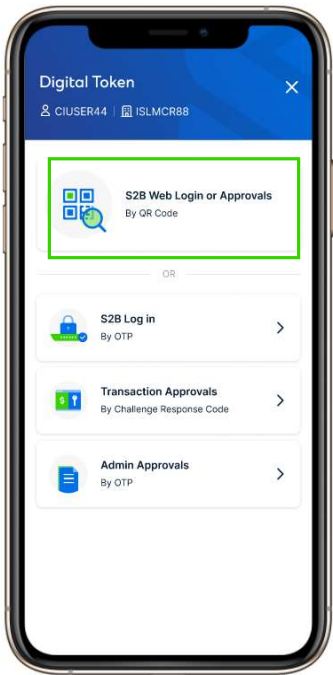 Digital Token
CIUSER44 | ISLMCR88
S2B Web Login or Approvals
By QR Code
OR
S2B Log in
By OTP
Transaction Approvals
By Challenge Response Code
Admin Approvals
By OTP